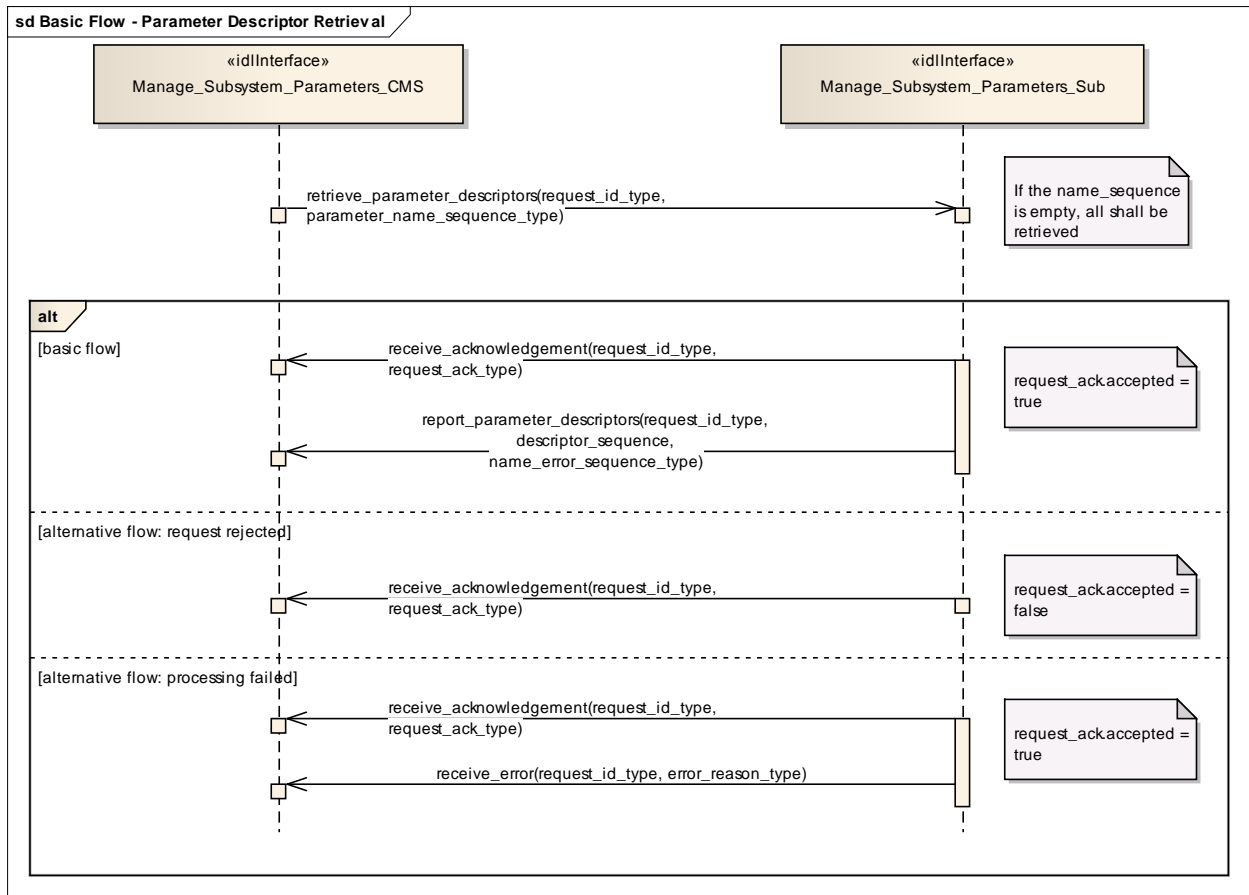 sd Basic Flow - Parameter Descriptor Retrieval
«idlInterface»
Manage_Subsystem_Parameters_CMS
«idlInterface»
Manage_Subsystem_Parameters_Sub
retrieve_parameter_descriptors(request_id_type,
parameter_name_sequence_type)
If the name_sequence
is empty, all shall be
retrieved
alt
[basic flow]
receive_acknowledgement(request_id_type,
request_ack_type)
request_ack.accepted =
true
report_parameter_descriptors(request_id_type,
descriptor_sequence,
name_error_sequence_type)
[alternative flow: request rejected]
receive_acknowledgement(request_id_type,
request_ack_type)
request_ack.accepted =
false
[alternative flow: processing failed]
receive_acknowledgement(request_id_type,
request_ack_type)
request_ack.accepted =
true
receive_error(request_id_type, error_reason_type)